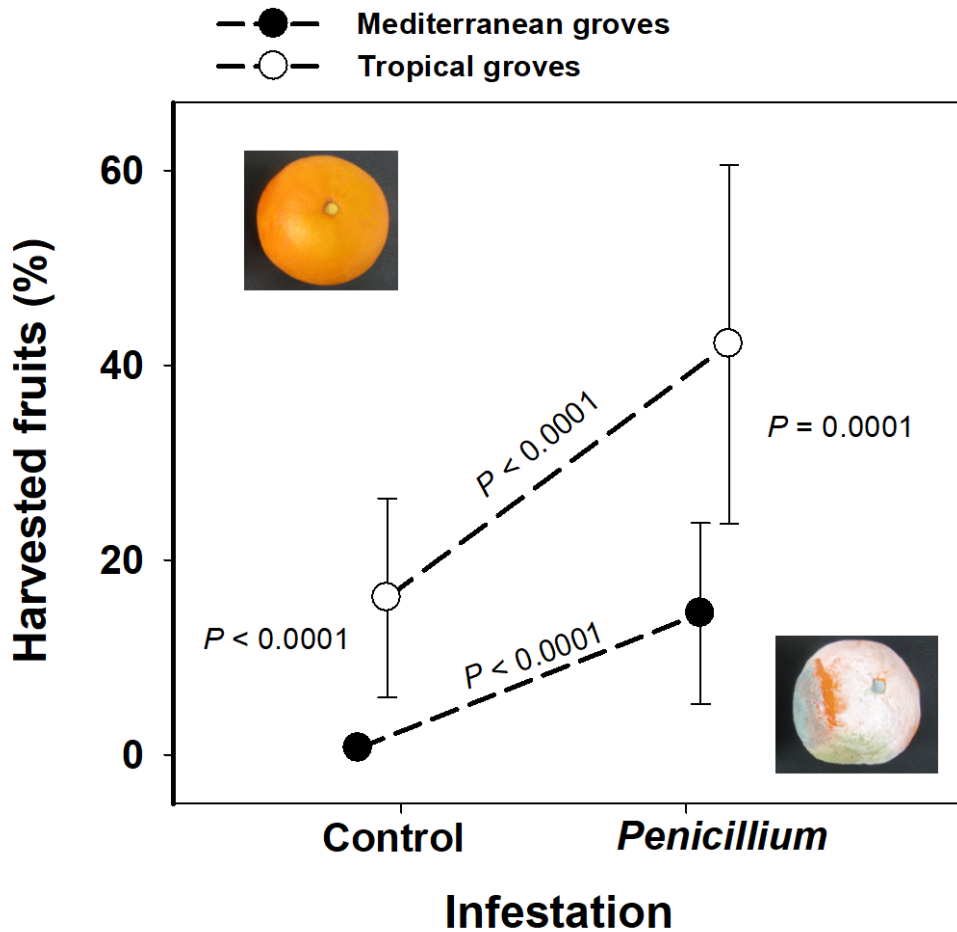 Mediterranean groves
Tropical groves
Harvested fruits (%)
60
40
20
0
P < 0.0001
P = 0.0001
P < 0.0001
P < 0.0001
Control
Penicillium
Infestation